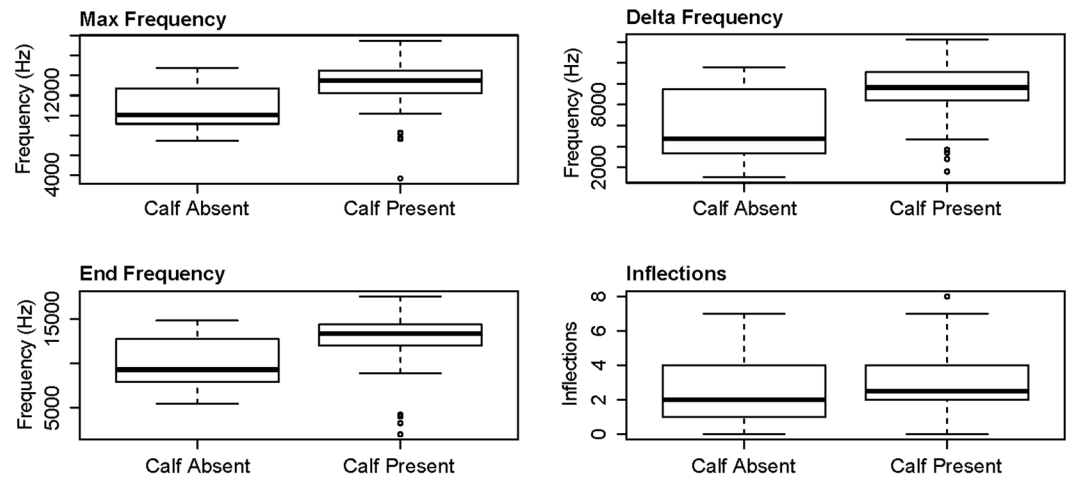 Max Frequency
Frequency (Hz)
12000
4000
Calf Absent
Calf Present
Delta Frequency
Frequency (Hz)
8000
2000
Calf Absent
Calf Present
End Frequency
Frequency (Hz)
15000
5000
Calf Absent
Calf Present
Inflections
Inflections
8
6
4
2
0
Calf Absent
Calf Present